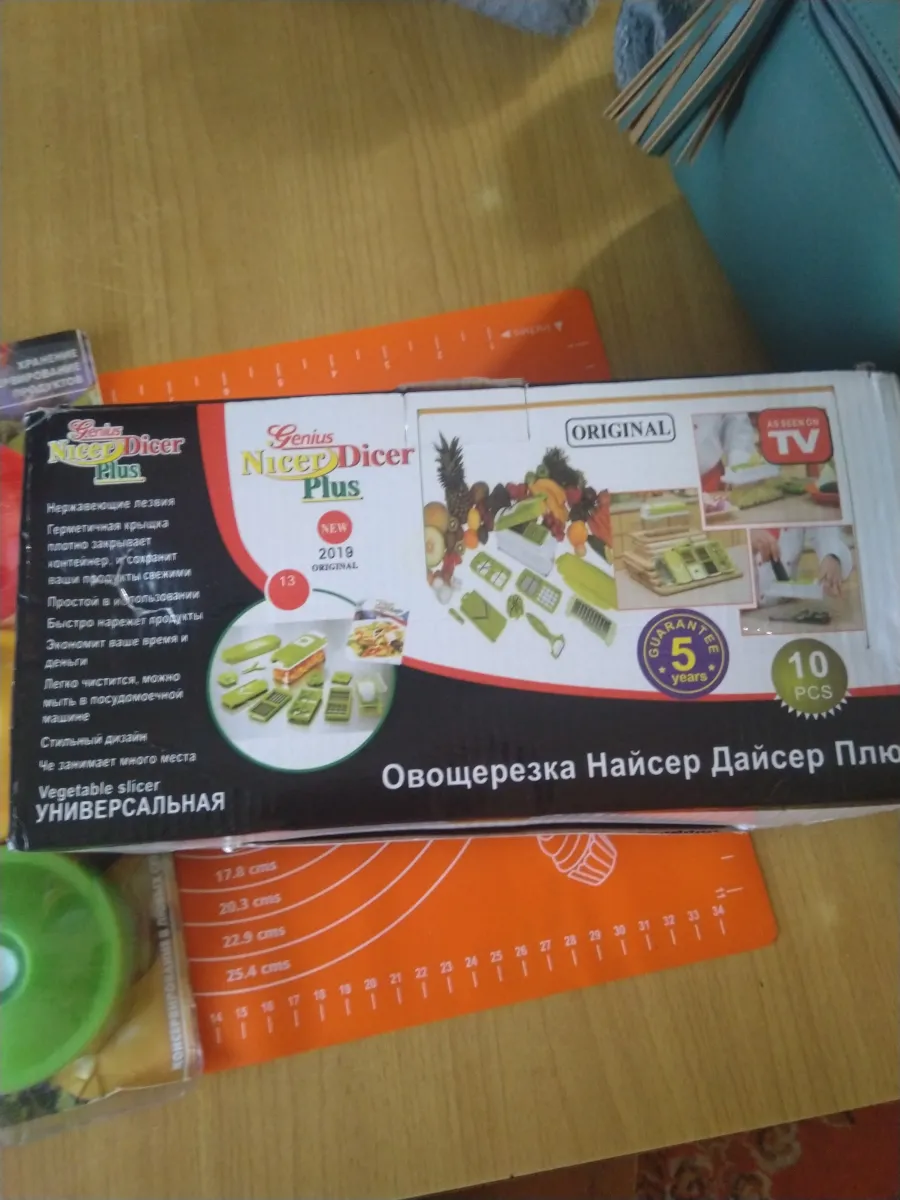 ХРАНЕНИЕ
ПРОДУКТОВ
Genius
Nicer Dicer
Plus
Нержавеющие лезвия
Герметичная крыщка
плотно закрывает
контейнер, и сохранит
ваши продукты свежими
Простой в использовании
Быстро нарежет продукты
Экономит ваше время и
деньги
Легко чистится, можно
мыть в посудомоечной
машине
Стильный дизайн
Че занимает много места
Vegetable slicer
УНИВЕРСАЛЬНАЯ
Genius
Nicer Dicer
Plus
NEW
2019
ORIGINAL
13
ORIGINAL
AS SEEN ON
TV
GUARANTEE
5
years
10
PCS
Овощерезка Найсер Дайсер Плю
17.8 cms
20.3 cms
22.9 cms
25.4 cms
14 15 16 17 18 19 20 21 22 23 24 25 26 27 28 29 30 31 32 33 34